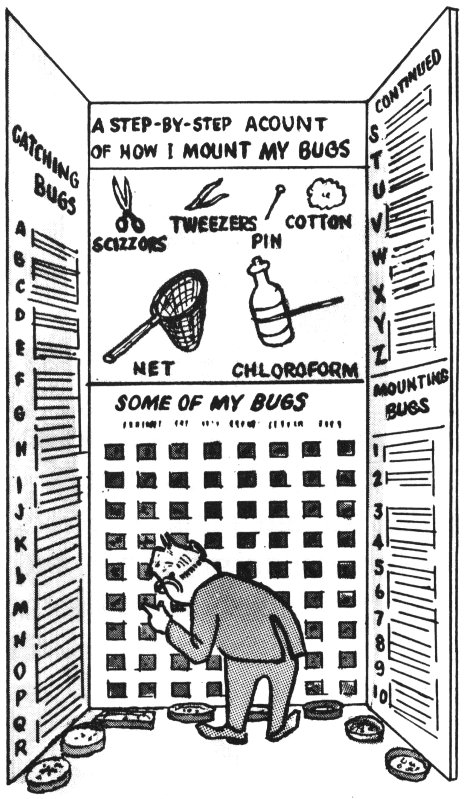 CATCHING
BUGS
A
B
C
D
E
F
G
H
I
J
K
L
M
N
O
P
Q
R
A STEP-BY-STEP ACOUNT
OF HOW I MOUNT MY BUGS
SCIZZORS
TWEEZERS
PIN
COTTON
NET
CHLOROFORM
SOME OF MY BUGS
CONTINUED
S
T
U
V
W
X
Y
Z
MOUNTING
BUGS
1
2
3
4
5
6
7
8
9
10